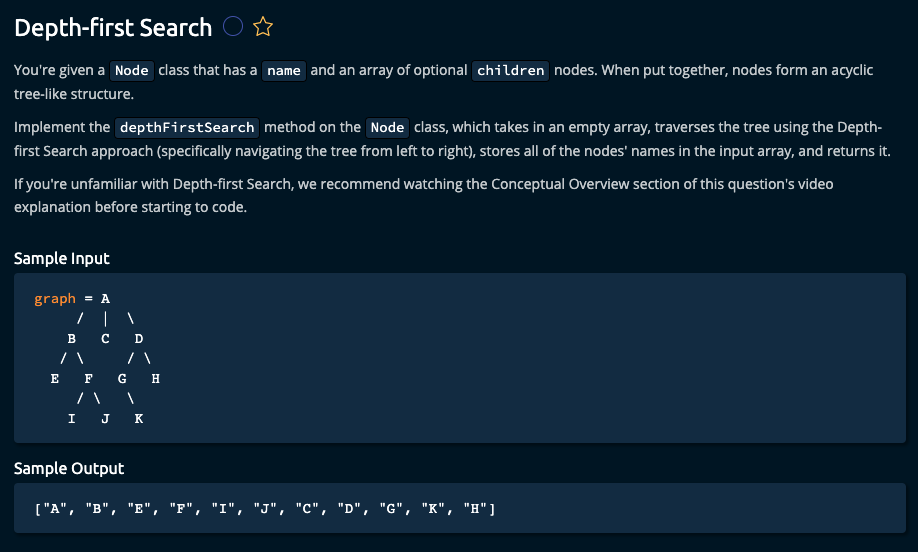 Depth-first Search
You're given a Node class that has a name and an array of optional children nodes. When put together, nodes form an acyclic
tree-like structure.
Implement the depthFirstSearch method on the Node class, which takes in an empty array, traverses the tree using the Depth-
first Search approach (specifically navigating the tree from left to right), stores all of the nodes' names in the input array, and returns it.
If you're unfamiliar with Depth-first Search, we recommend watching the Conceptual Overview section of this question's video
explanation before starting to code.
Sample Input
graph = A
     /  |  \
    B   C   D
   / \     / \
  E   F   G   H
     / \   \
    I   J   K
Sample Output
["A", "B", "E", "F", "I", "J", "C", "D", "G", "K", "H"]